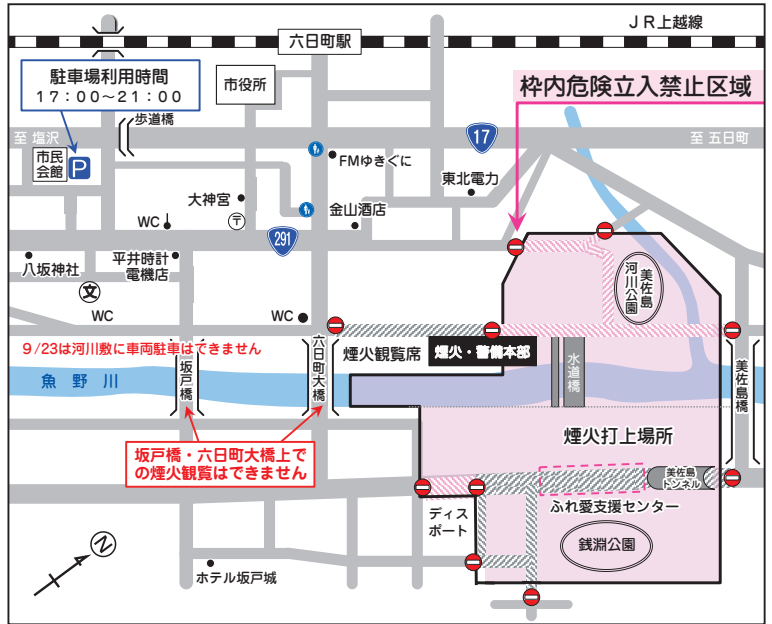 JR上越線
六日町駅
駐車場利用時間
17:00～21:00
市役所
枠内危険立入禁止区域
歩道橋
至 塩沢
17
至 五日町
市民
会館
P
FMゆきぐに
東北電力
大神宮
〒
金山酒店
WC
291
八坂神社
平井時計
電機店
文
美佐島
河川公園
WC
WC
9/23は河川敷に車両駐車はできません
煙火観覧席
煙火・警備本部
水道橋
美佐島橋
魚野川
坂戸橋
六日町大橋
煙火打上場所
坂戸橋・六日町大橋上で
の煙火観覧はできません
美佐島
トンネル
ディス
ポート
ふれ愛支援センター
銭淵公園
N
ホテル坂戸城